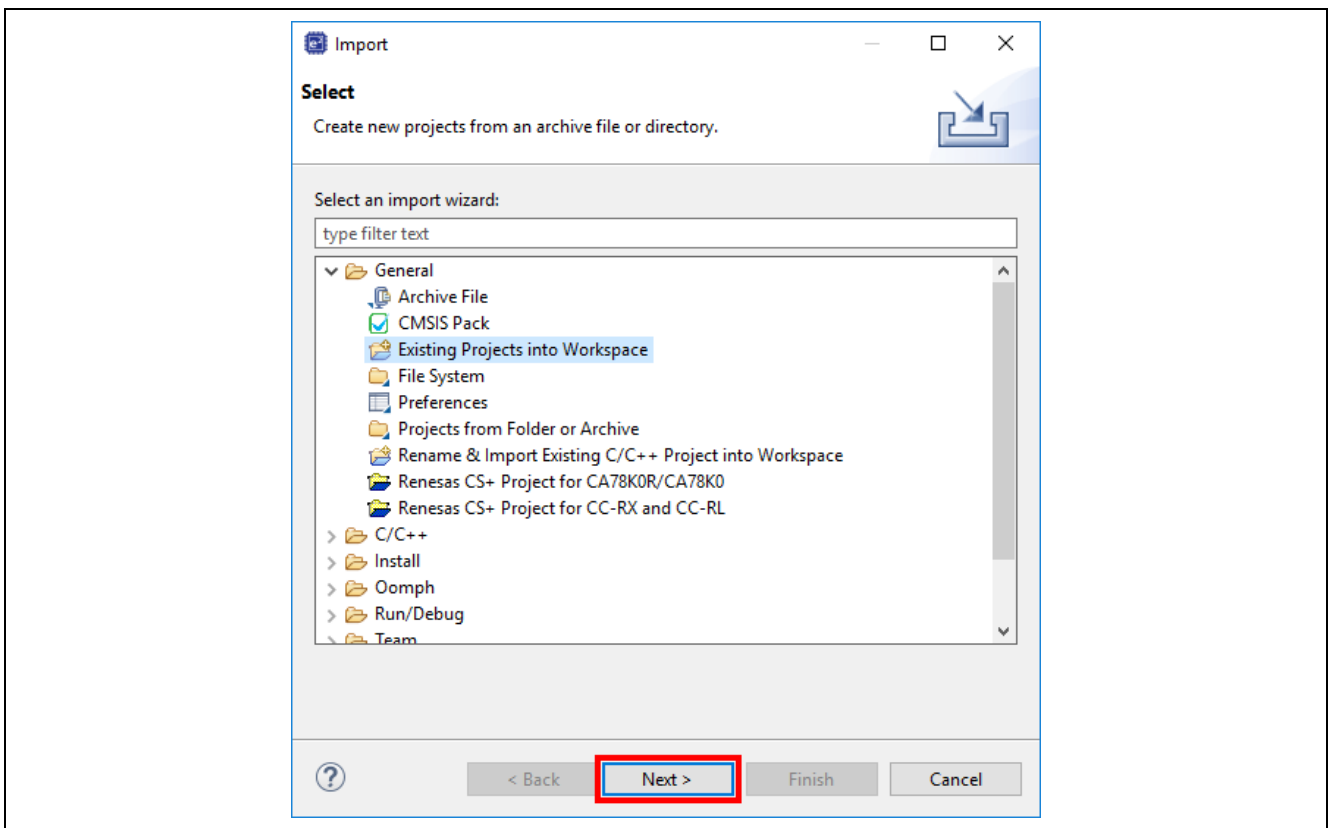 Import
Select
Create new projects from an archive file or directory.
Select an import wizard:
type filter text
General
Archive File
CMSIS Pack
Existing Projects into Workspace
File System
Preferences
Projects from Folder or Archive
Rename & Import Existing C/C++ Project into Workspace
Renesas CS+ Project for CA78K0R/CA78K0
Renesas CS+ Project for CC-RX and CC-RL
C/C++
Install
Oomph
Run/Debug
Team
? < Back Next > Finish Cancel